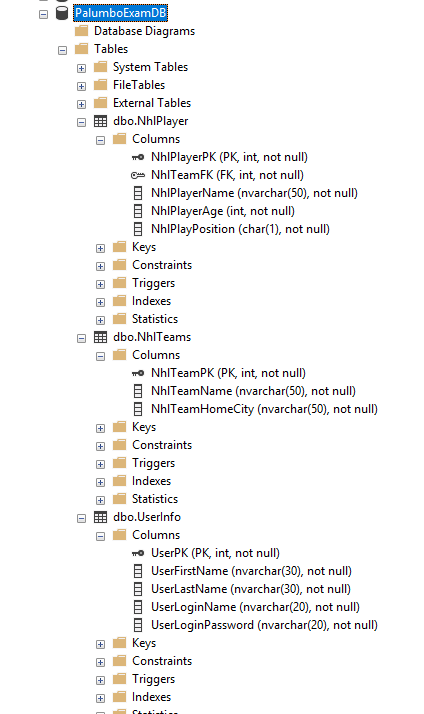 PalumboExamDB
Database Diagrams
Tables
System Tables
FileTables
External Tables
dbo.NhlPlayer
Columns
NhlPlayerPK (PK, int, not null)
NhlTeamFK (FK, int, not null)
NhlPlayerName (nvarchar(50), not null)
NhlPlayerAge (int, not null)
NhlPlayPosition (char(1), not null)
Keys
Constraints
Triggers
Indexes
Statistics
dbo.NhlTeams
Columns
NhlTeamPK (PK, int, not null)
NhlTeamName (nvarchar(50), not null)
NhlTeamHomeCity (nvarchar(50), not null)
Keys
Constraints
Triggers
Indexes
Statistics
dbo.UserInfo
Columns
UserPK (PK, int, not null)
UserFirstName (nvarchar(30), not null)
UserLastName (nvarchar(30), not null)
UserLoginName (nvarchar(20), not null)
UserLoginPassword (nvarchar(20), not null)
Keys
Constraints
Triggers
Indexes
Statistics